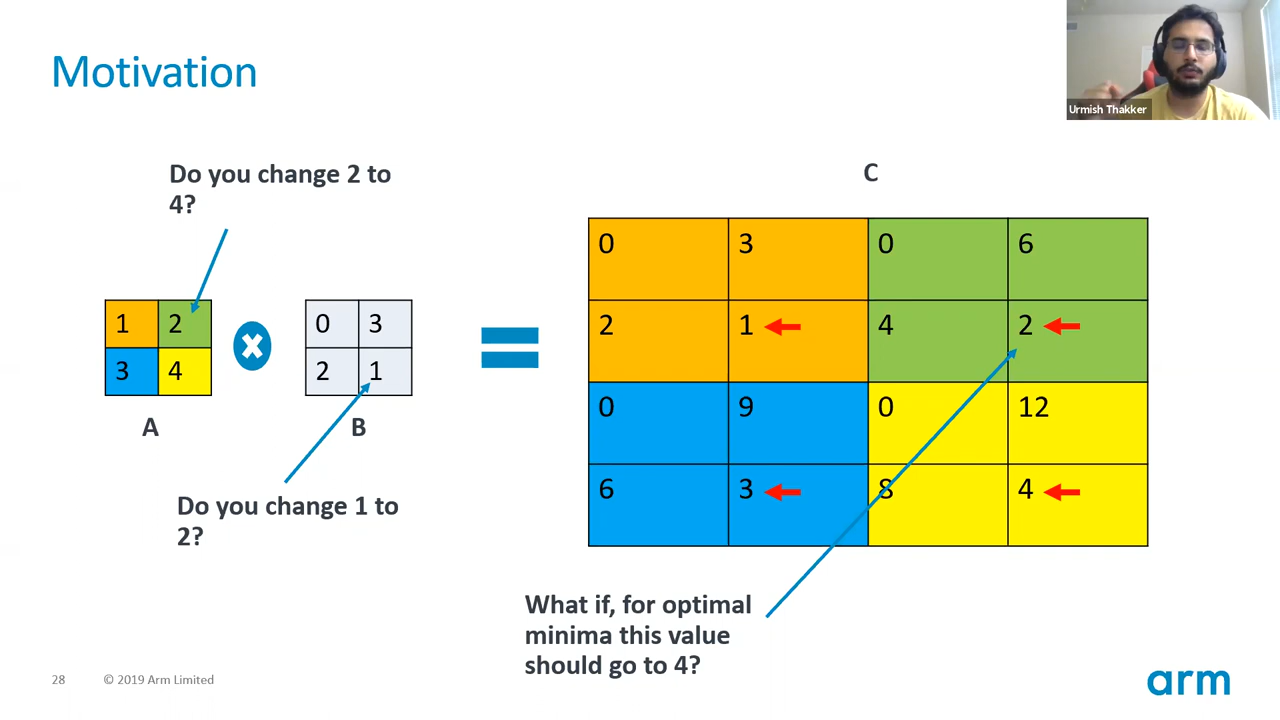 Motivation
Urmish Thakker
Do you change 2 to
4?
C
0 3 0 6
2 1 4 2
0 9 0 12
6 3 8 4
1 2
3 4
A
×
0 3
2 1
B
=
Do you change 1 to
2?
What if, for optimal
minima this value
should go to 4?
28 © 2019 Arm Limited
arm